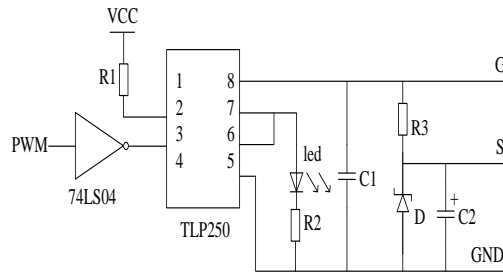 VCC
R1
PWM
74LS04
1
2
3
4
8
7
6
5
TLP250
led
R2
C1
R3
D
+
C2
G
S
GND